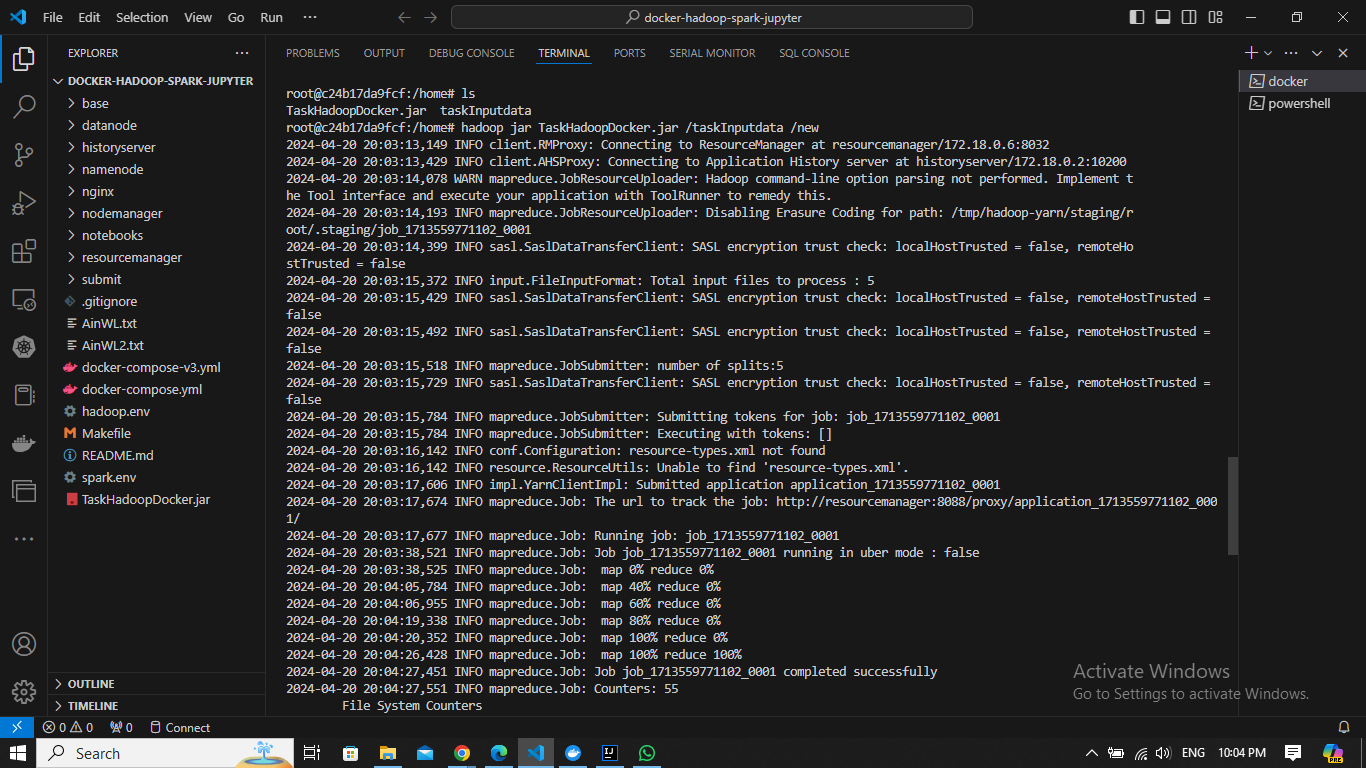 File Edit Selection View Go Run ···
docker-hadoop-spark-jupyter
EXPLORER
DOCKER-HADOOP-SPARK-JUPYTER
base
datanode
historyserver
namenode
nginx
nodemanager
notebooks
resourcemanager
submit
.gitignore
AinWL.txt
AinWL2.txt
docker-compose-v3.yml
docker-compose.yml
hadoop.env
Makefile
README.md
spark.env
TaskHadoopDocker.jar
OUTLINE
TIMELINE
PROBLEMS OUTPUT DEBUG CONSOLE TERMINAL PORTS SERIAL MONITOR SQL CONSOLE
root@c24b17da9fcf:/home# ls
TaskHadoopDocker.jar  taskInputdata
root@c24b17da9fcf:/home# hadoop jar TaskHadoopDocker.jar /taskInputdata /new
2024-04-20 20:03:13,149 INFO client.RMProxy: Connecting to ResourceManager at resourcemanager/172.18.0.6:8032
2024-04-20 20:03:13,429 INFO client.AHSProxy: Connecting to Application History server at historyserver/172.18.0.2:10200
2024-04-20 20:03:14,078 WARN mapreduce.JobResourceUploader: Hadoop command-line option parsing not performed. Implement t
he Tool interface and execute your application with ToolRunner to remedy this.
2024-04-20 20:03:14,193 INFO mapreduce.JobResourceUploader: Disabling Erasure Coding for path: /tmp/hadoop-yarn/staging/r
oot/.staging/job_1713559771102_0001
2024-04-20 20:03:14,399 INFO sasl.SaslDataTransferClient: SASL encryption trust check: localHostTrusted = false, remoteHo
stTrusted = false
2024-04-20 20:03:15,372 INFO input.FileInputFormat: Total input files to process : 5
2024-04-20 20:03:15,429 INFO sasl.SaslDataTransferClient: SASL encryption trust check: localHostTrusted = false, remoteHostTrusted =
false
2024-04-20 20:03:15,492 INFO sasl.SaslDataTransferClient: SASL encryption trust check: localHostTrusted = false, remoteHostTrusted =
false
2024-04-20 20:03:15,518 INFO mapreduce.JobSubmitter: number of splits:5
2024-04-20 20:03:15,729 INFO sasl.SaslDataTransferClient: SASL encryption trust check: localHostTrusted = false, remoteHostTrusted =
false
2024-04-20 20:03:15,784 INFO mapreduce.JobSubmitter: Submitting tokens for job: job_1713559771102_0001
2024-04-20 20:03:15,784 INFO mapreduce.JobSubmitter: Executing with tokens: []
2024-04-20 20:03:16,142 INFO conf.Configuration: resource-types.xml not found
2024-04-20 20:03:16,142 INFO resource.ResourceUtils: Unable to find 'resource-types.xml'.
2024-04-20 20:03:17,606 INFO impl.YarnClientImpl: Submitted application application_1713559771102_0001
2024-04-20 20:03:17,674 INFO mapreduce.Job: The url to track the job: http://resourcemanager:8088/proxy/application_1713559771102_000
1/
2024-04-20 20:03:17,677 INFO mapreduce.Job: Running job: job_1713559771102_0001
2024-04-20 20:03:38,521 INFO mapreduce.Job: Job job_1713559771102_0001 running in uber mode : false
2024-04-20 20:03:38,525 INFO mapreduce.Job:  map 0% reduce 0%
2024-04-20 20:04:05,784 INFO mapreduce.Job:  map 40% reduce 0%
2024-04-20 20:04:06,955 INFO mapreduce.Job:  map 60% reduce 0%
2024-04-20 20:04:19,338 INFO mapreduce.Job:  map 80% reduce 0%
2024-04-20 20:04:20,352 INFO mapreduce.Job:  map 100% reduce 0%
2024-04-20 20:04:26,428 INFO mapreduce.Job:  map 100% reduce 100%
2024-04-20 20:04:27,451 INFO mapreduce.Job: Job job_1713559771102_0001 completed successfully
2024-04-20 20:04:27,551 INFO mapreduce.Job: Counters: 55
File System Counters
docker
powershell
Activate Windows
Go to Settings to activate Windows.
0 0 0 Connect
Search
ENG 10:04 PM